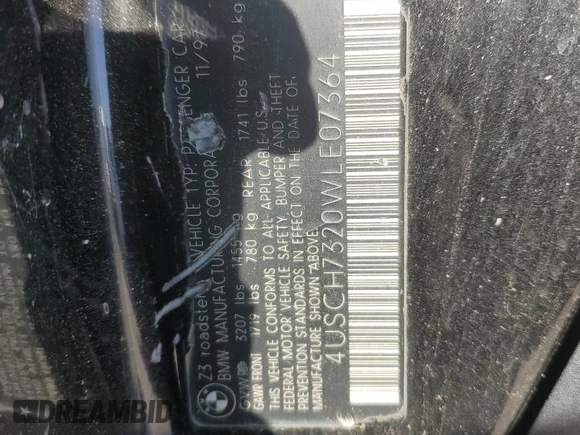 Z3 roadster VEHICLE TYP. PASSENGER CAR
BMW MANUFACTURING CORPORA 11/97
GVWR 3207 lbs 1455 kg
GAWR FRONT 1719 lbs 780 kg REAR 1741 lbs 790 kg
THIS VEHICLE CONFORMS TO ALL APPLICABLE U.S.
FEDERAL MOTOR VEHICLE SAFETY, BUMPER AND THEFT
PREVENTION STANDARDS IN EFFECT ON THE DATE OF
MANUFACTURE SHOWN ABOVE.
4USCH7320WLE07364
DREAMBID